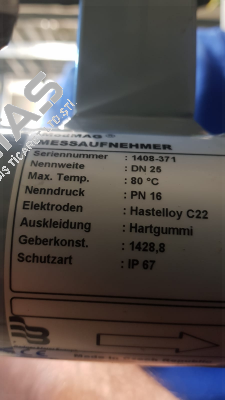 MESSAUFNEHMER
Seriennummer : 1408-371
Nennweite : DN 25
Max. Temp. : 80 °C
Nenndruck : PN 16
Elektroden : Hastelloy C22
Auskleidung : Hartgummi
Geberkonst. : 1428,8
Schutzart : IP 67